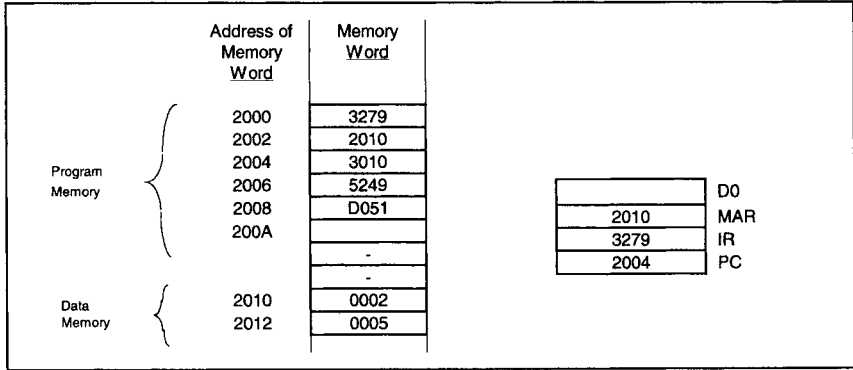 Address of Memory
Memory Word
Word
2000 3279
2002 2010
2004 3010
Program 2006 5249
Memory 2008 D051
200A
-
-
Data 2010 0002
Memory 2012 0005
D0
2010 MAR
3279 IR
2004 PC